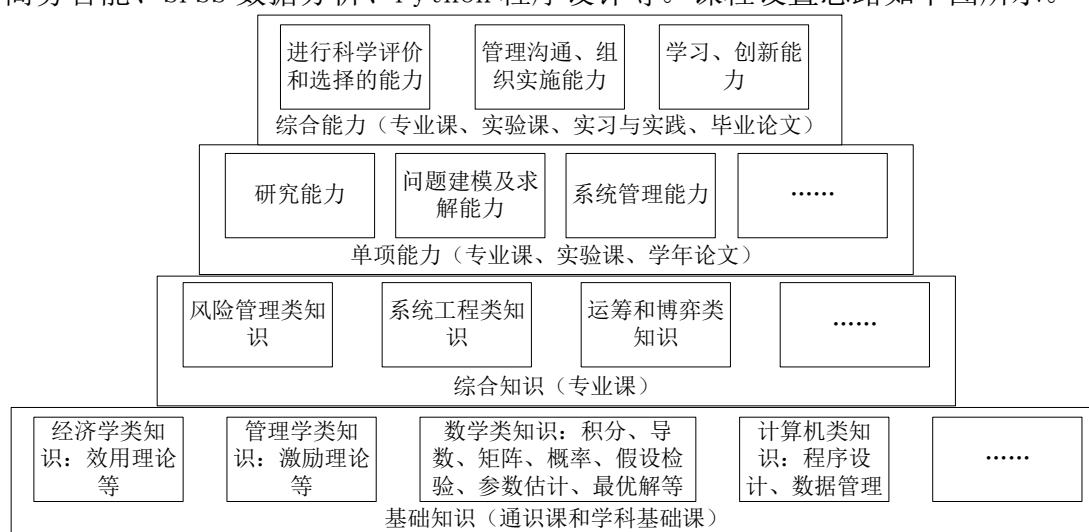 商务智能、SPSS 数据分析、Python 程序设计等。课程设置思路如下图所示。
进行科学评价
和选择的能力
管理沟通、组
织实施能力
学习、创新能
力
综合能力（专业课、实验课、实习与实践、毕业论文）
研究能力
问题建模及求
解能力
系统管理能力
......
单项能力（专业课、实验课、学年论文）
风险管理类知
识
系统工程类知
识
运筹和博弈类
知识
......
综合知识（专业课）
经济学类知
识：效用理论
等
管理学类知
识：激励理论
等
数学类知识：积分、导
数、矩阵、概率、假设检
验、参数估计、最优解等
计算机类知
识：程序设
计、数据管理
......
基础知识（通识课和学科基础课）